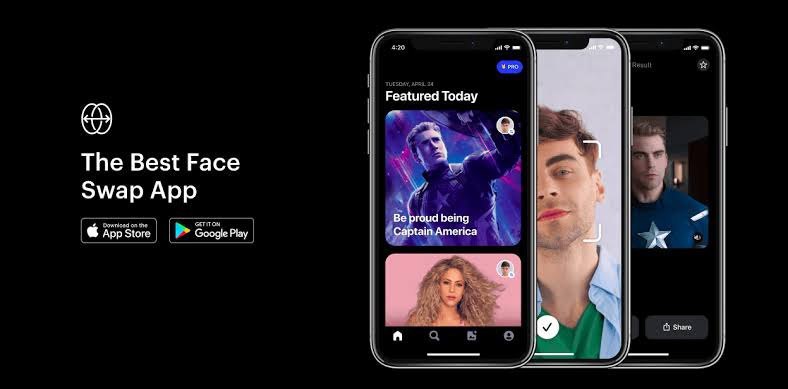 The Best Face
Swap App
Download on the
App Store
GET IT ON
Google Play
4:20
PRO
TUESDAY, APRIL 24
Featured Today
Be proud being
Captain America
Result
Share